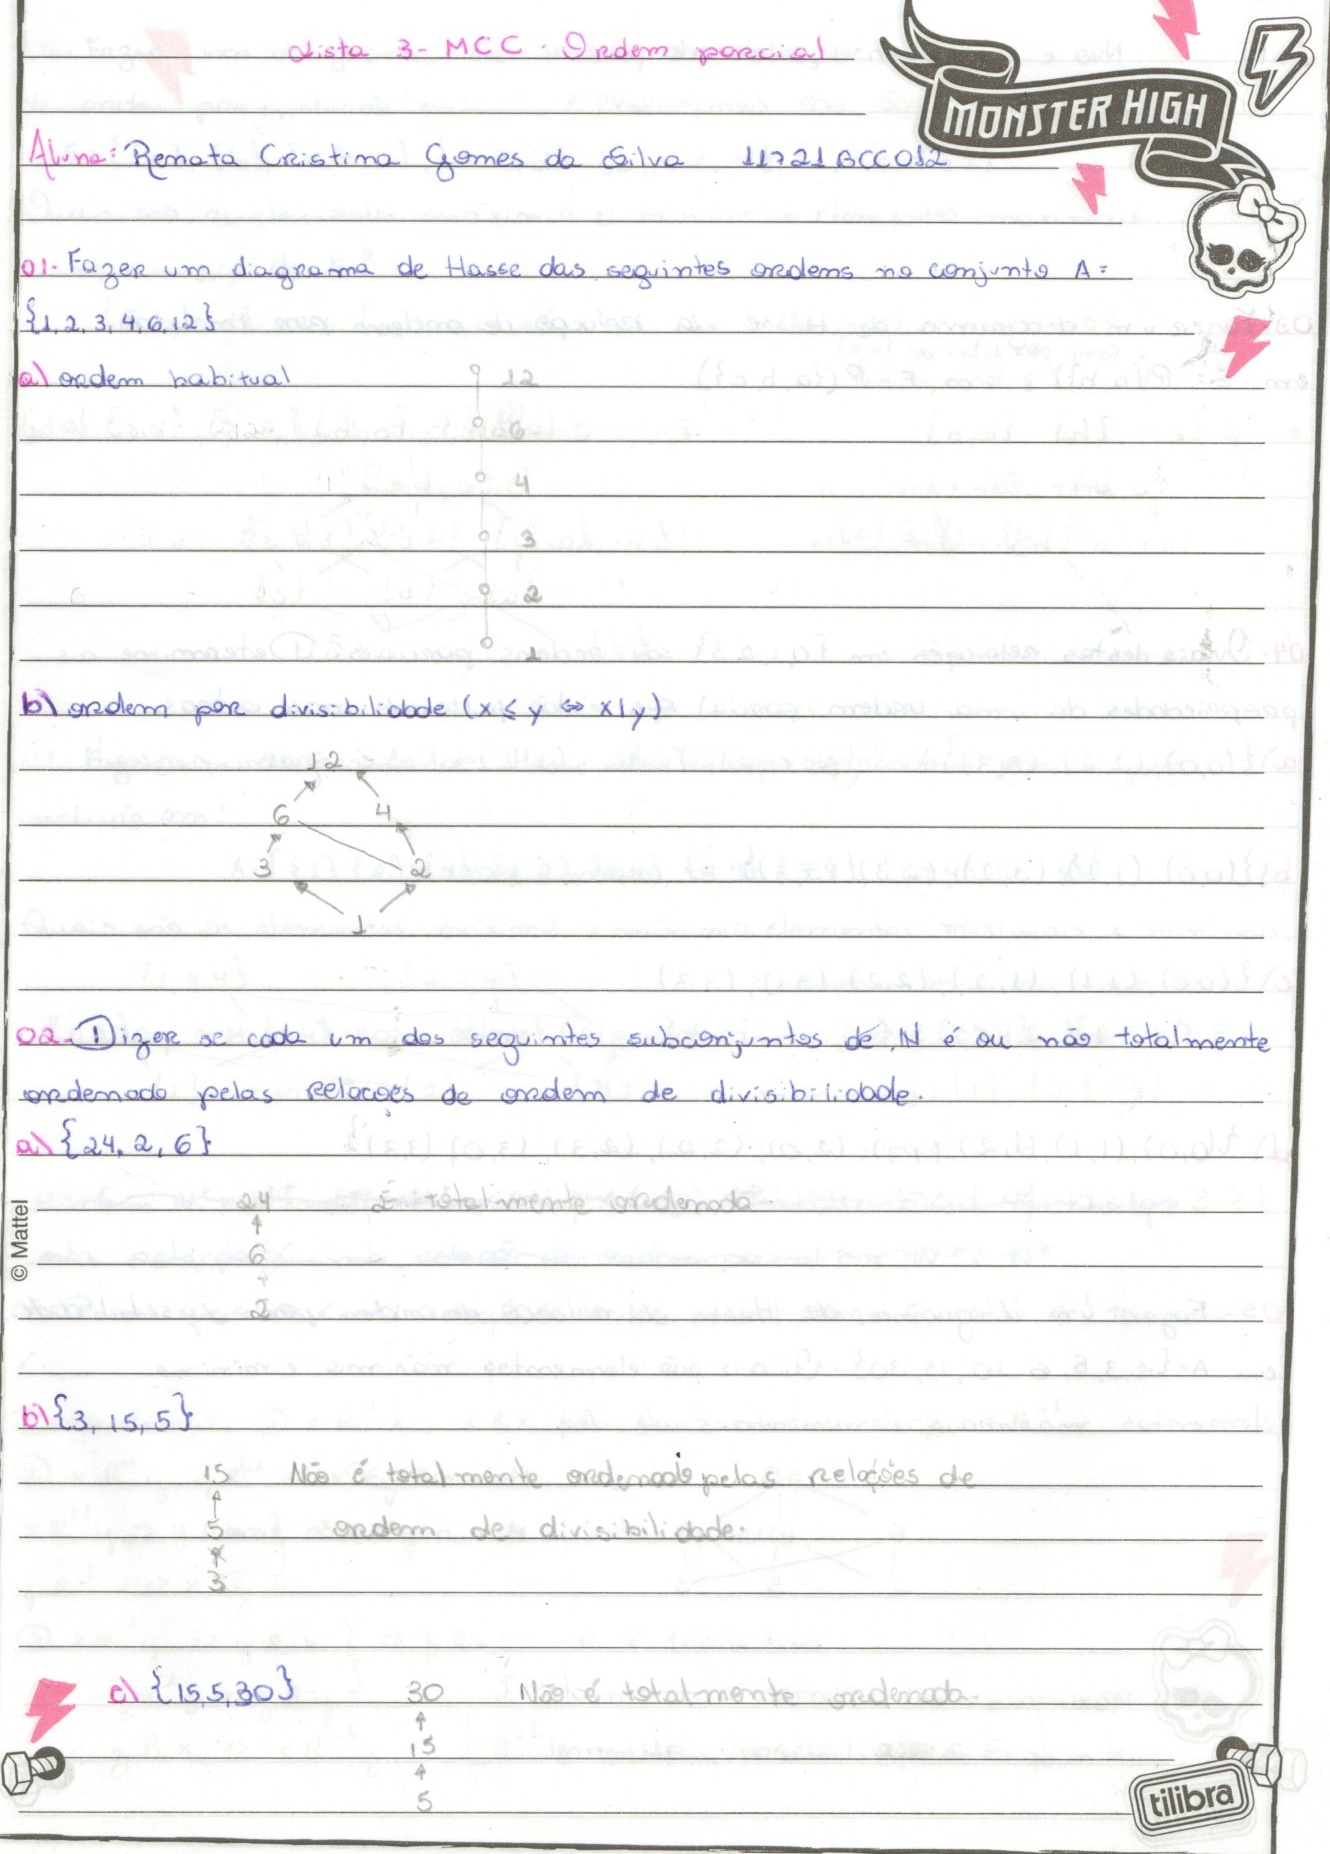 Lista 3- MCC Ordem parcial
MONSTER HIGH
Aluna: Renata Cristina Gomes da Silva 11721BCC012
01- Fazer um diagrama de Hasse das seguintes ordens no conjunto A =
{1, 2, 3, 4, 6, 12}
a) ordem habitual
12
6
4
3
2
1
b) ordem por divisibilidade (x ≤ y ⇔ x | y)
12
6 4
3 2
1
02- Dizer se cada um dos seguintes subconjuntos de N é ou não totalmente
ordenado pelas relações de ordem de divisibilidade.
a) {24, 2, 6}
24 É totalmente ordenado
6
2
© Mattel
b) {3, 15, 5}
15 Não é totalmente ordenado pelas relações de
5 ordem de divisibilidade.
3
c) {15, 5, 30} 30 Não é totalmente ordenado.
15
5
tilibra